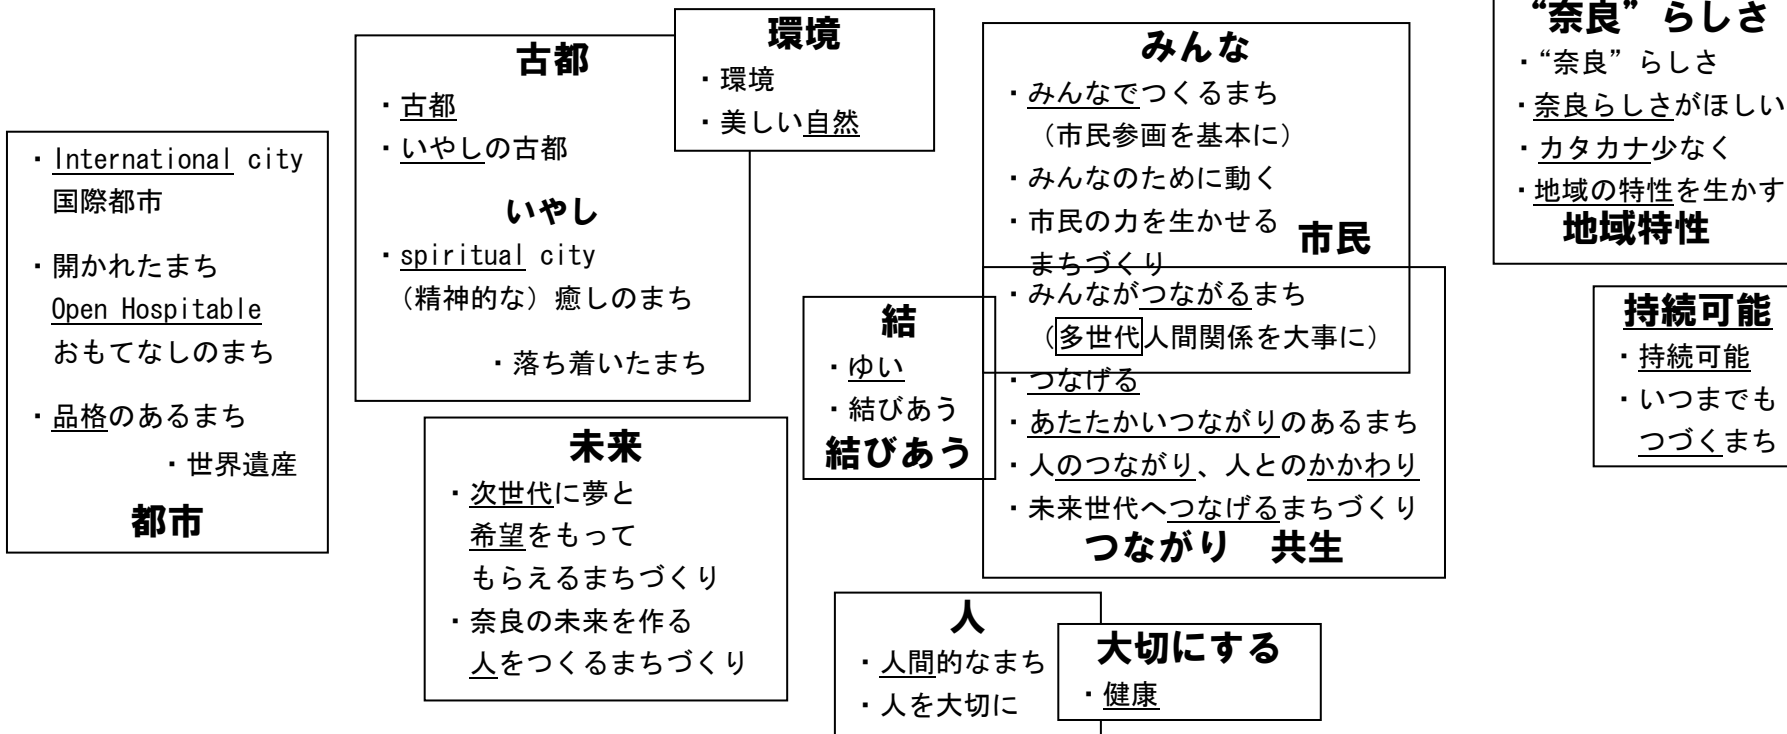 ・International city
国際都市
・開かれたまち
Open Hospitable
おもてなしのまち
・品格のあるまち
・世界遺産
都市
古都
・古都
・いやしの古都
いやし
・spiritual city
（精神的な）癒しのまち
・落ち着いたまち
環境
・環境
・美しい自然
未来
・次世代に夢と
希望をもって
もらえるまちづくり
・奈良の未来を作る
人をつくるまちづくり
結
・ゆい
・結びあう
結びあう
みんな
・みんなでつくるまち
（市民参画を基本に）
・みんなのために動く
・市民の力を生かせる
まちづくり
市民
・みんながつながるまち
（多世代人間関係を大事に）
・つなげる
・あたたかいつながりのあるまち
・人のつながり、人とのかかわり
・未来世代へつなげるまちづくり
つながり　共生
人
・人間的なまち
・人を大切に
大切にする
・健康
“奈良”らしさ
・“奈良”らしさ
・奈良らしさがほしい
・カタカナ少なく
・地域の特性を生かす
地域特性
持続可能
・持続可能
・いつまでも
つづくまち